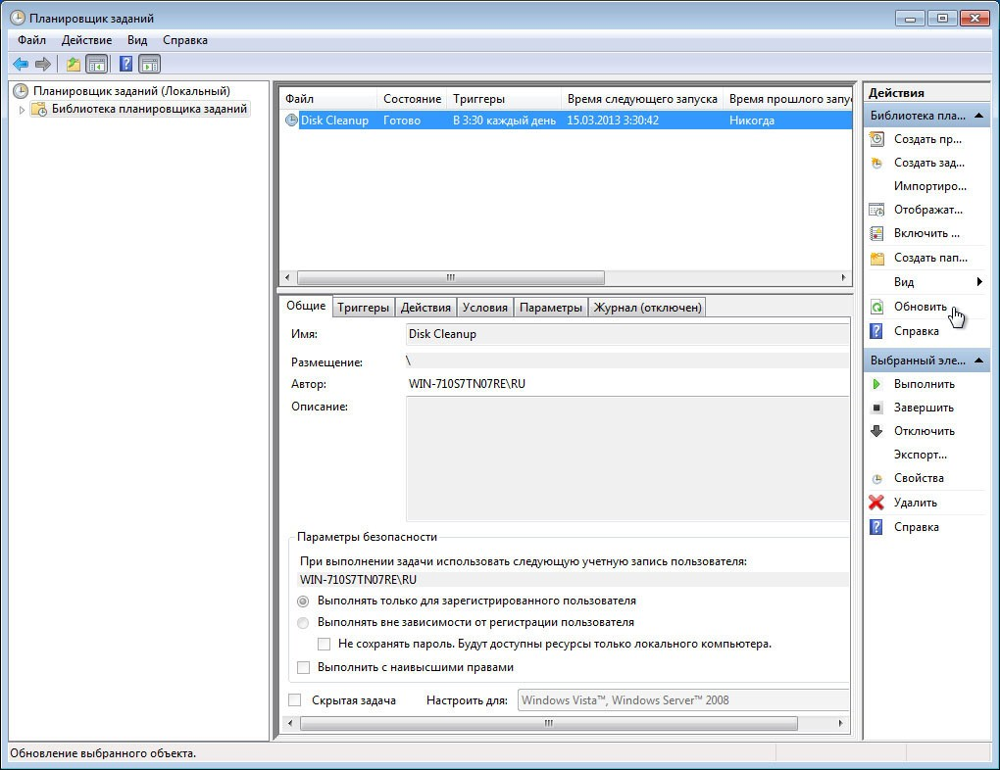 Планировщик заданий
Файл Действие Вид Справка
Планировщик заданий (Локальный)
Библиотека планировщика заданий
Файл Состояние Триггеры Время следующего запуска Время прошлого запу
Disk Cleanup Готово В 3:30 каждый день 15.03.2013 3:30:42 Никогда
Общие Триггеры Действия Условия Параметры Журнал (отключен)
Имя: Disk Cleanup
Размещение: \
Автор: WIN-710S7TN07RE\RU
Описание:
Параметры безопасности
При выполнении задачи использовать следующую учетную запись пользователя:
WIN-710S7TN07RE\RU
Выполнять только для зарегистрированного пользователя
Выполнять вне зависимости от регистрации пользователя
Не сохранять пароль. Будут доступны ресурсы только локального компьютера.
Выполнить с наивысшими правами
Скрытая задача Настроить для: Windows Vista™, Windows Server™ 2008
Действия
Библиотека пла...
Создать пр...
Создать зад...
Импортиро...
Отображат...
Включить ...
Создать пап...
Вид
Обновить
Справка
Выбранный эле...
Выполнить
Завершить
Отключить
Экспорт...
Свойства
Удалить
Справка
Обновление выбранного объекта.